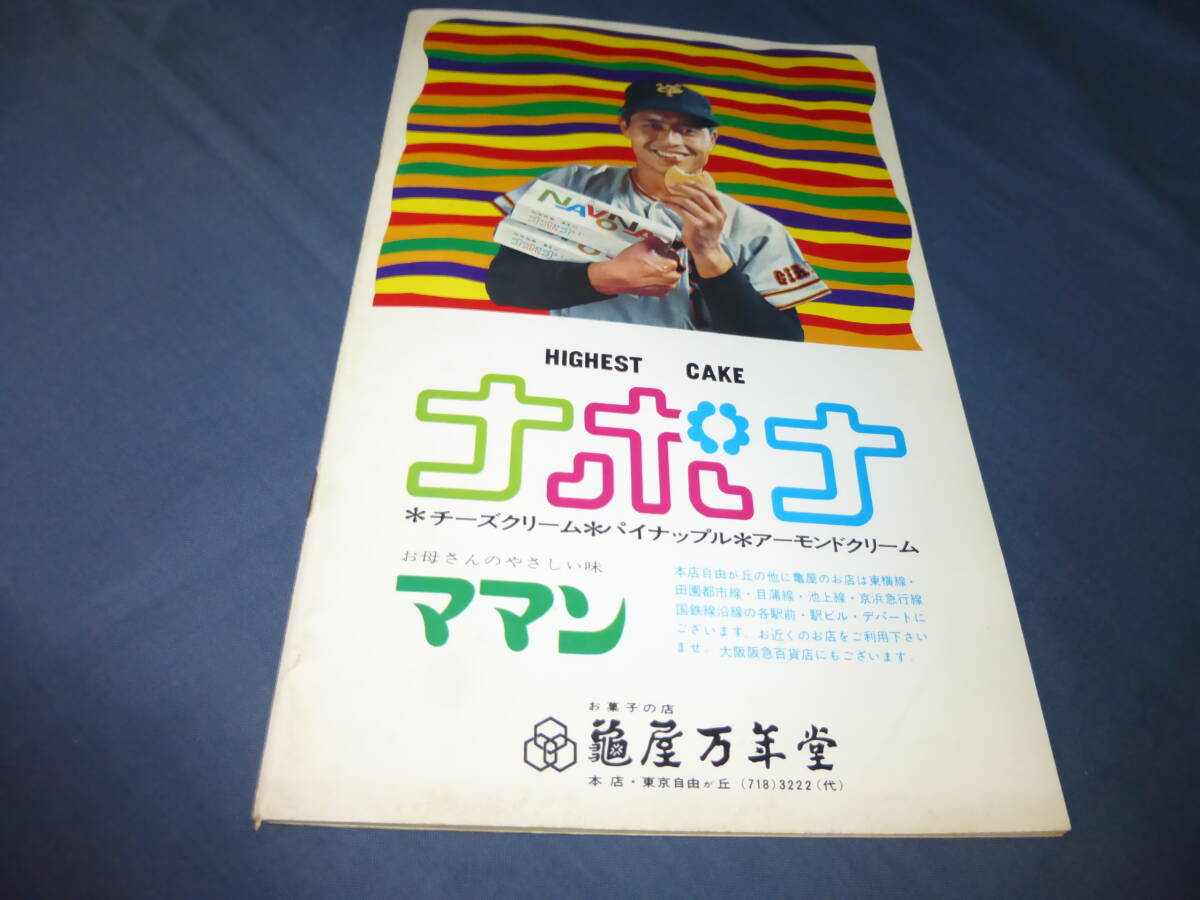 NAVONA
GIA
HIGHEST CAKE
ナボナ
＊チーズクリーム＊パイナップル＊アーモンドクリーム
お母さんのやさしい味
ママン
本店自由が丘の他に亀屋のお店は東横線・
田園都市線・目蒲線・池上線・京浜急行線
国鉄線沿線の各駅前・駅ビル・デパートに
ございます。お近くのお店をご利用下さい
ませ。大阪阪急百貨店にもございます。
お菓子の店
龜屋万年堂
本店・東京自由が丘 (718)3222(代)